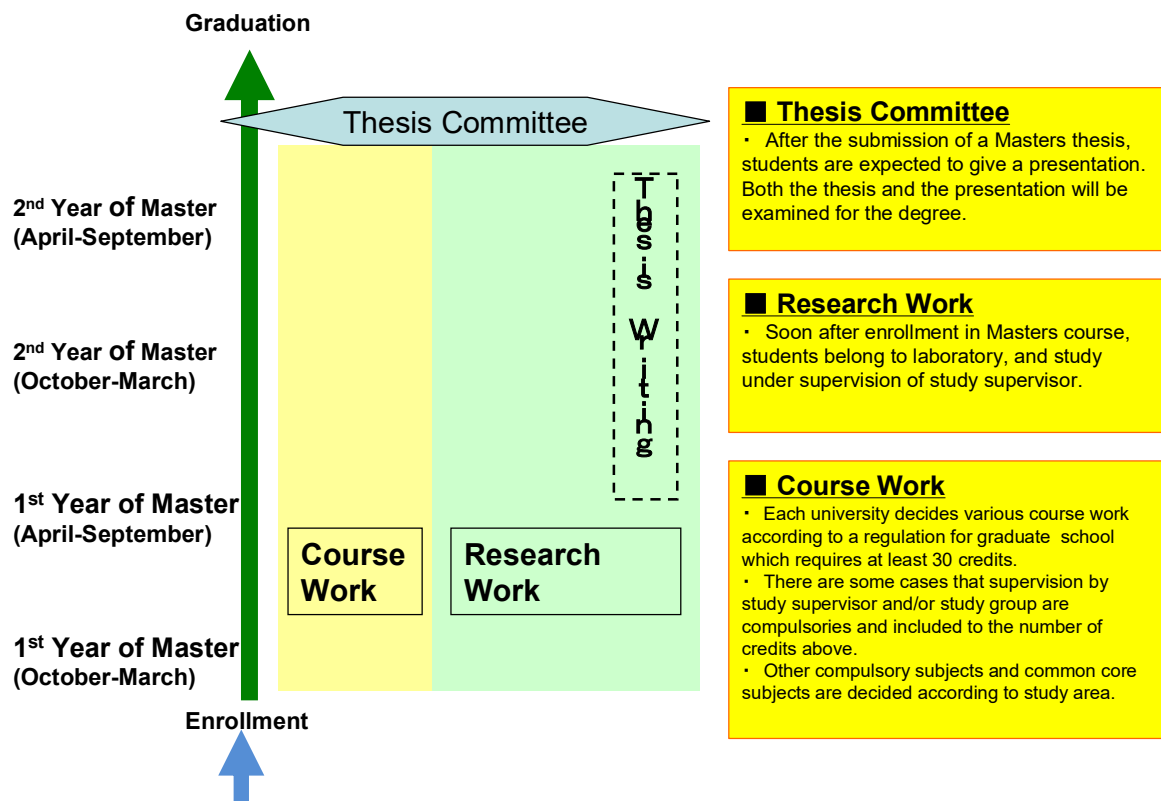 Graduation
Thesis Committee
2nd Year of Master
(April-September)
2nd Year of Master
(October-March)
1st Year of Master
(April-September)
1st Year of Master
(October-March)
Enrollment
Thesis Writing
Course
Work
Research
Work
■ Thesis Committee
・ After the submission of a Masters thesis,
students are expected to give a presentation.
Both the thesis and the presentation will be
examined for the degree.
■ Research Work
・ Soon after enrollment in Masters course,
students belong to laboratory, and study
under supervision of study supervisor.
■ Course Work
・ Each university decides various course work
according to a regulation for graduate school
which requires at least 30 credits.
・ There are some cases that supervision by
study supervisor and/or study group are
compulsories and included to the number of
credits above.
・ Other compulsory subjects and common core
subjects are decided according to study area.